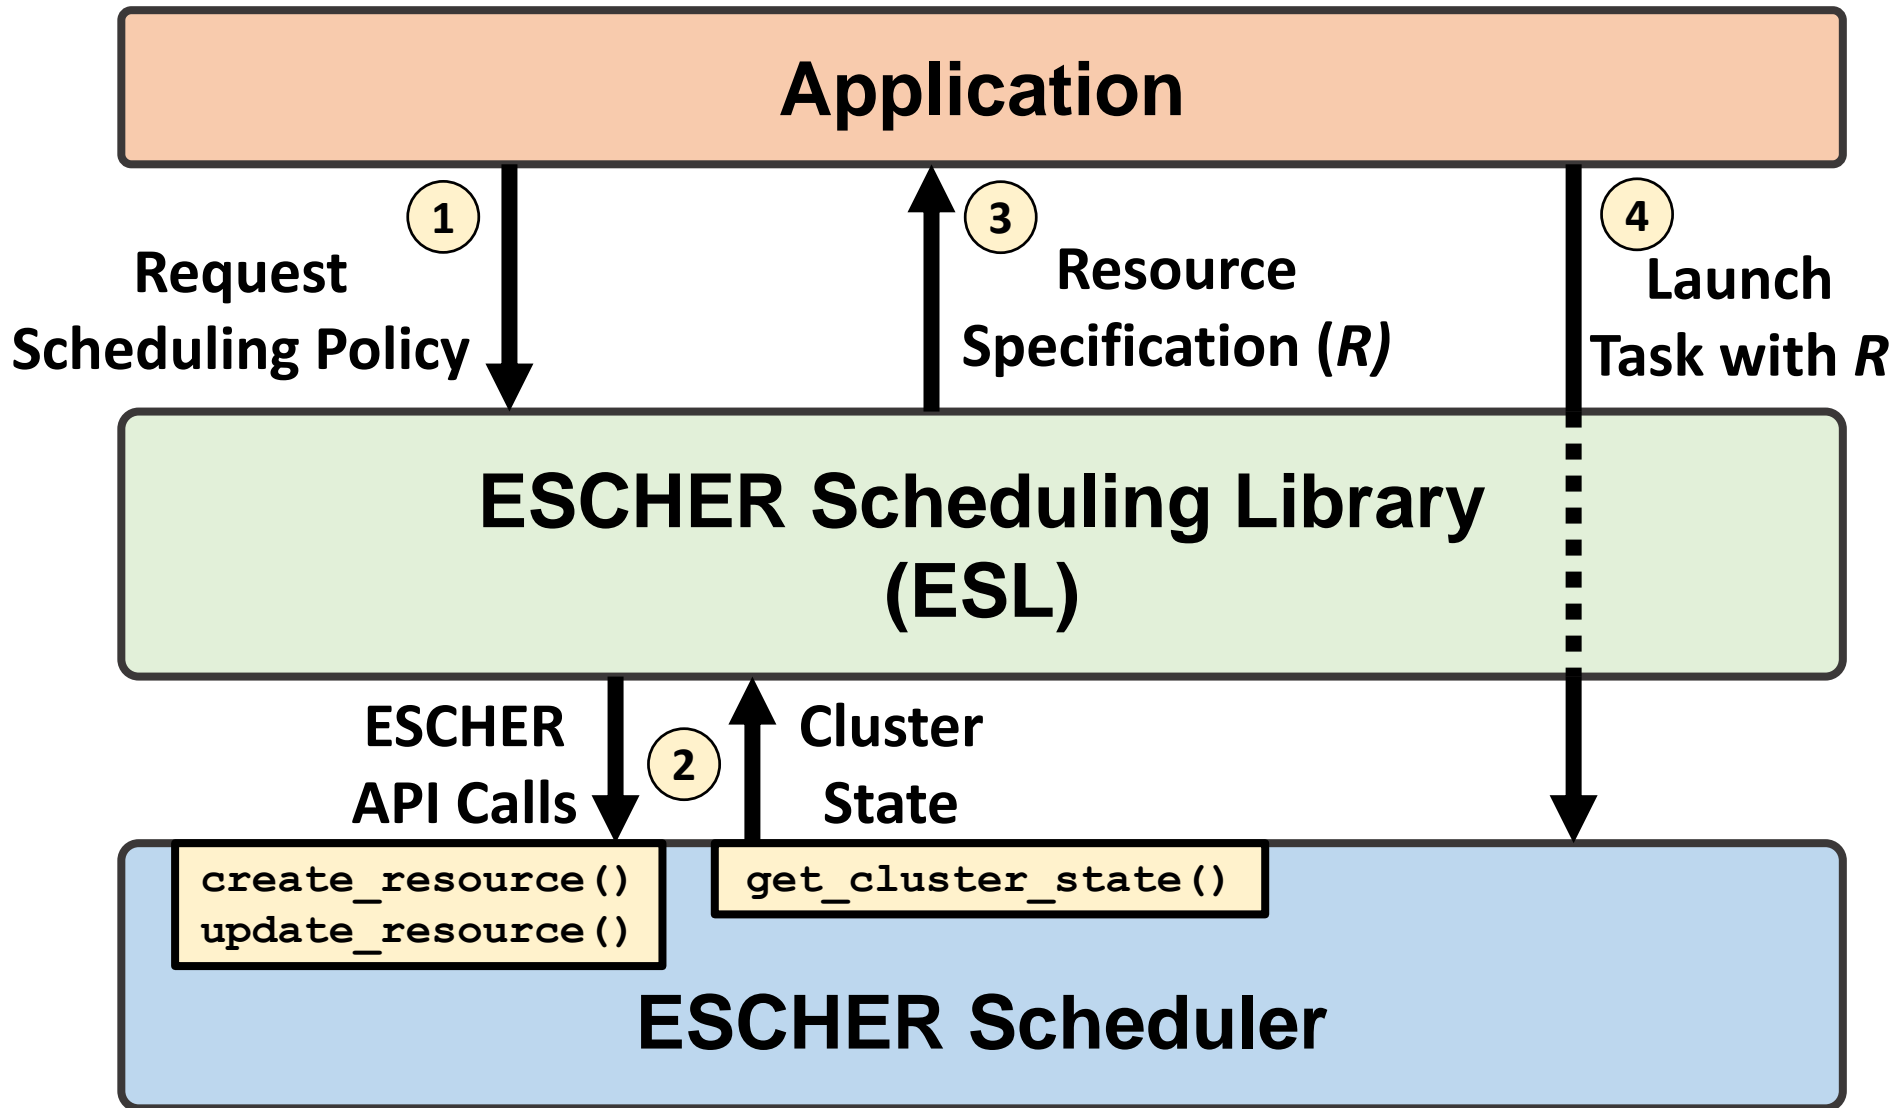 Application
1
Request
Scheduling Policy
3
Resource
Specification (R)
4
Launch
Task with R
ESCHER Scheduling Library
(ESL)
ESCHER
API Calls
2
Cluster
State
create_resource()
update_resource()
get_cluster_state()
ESCHER Scheduler